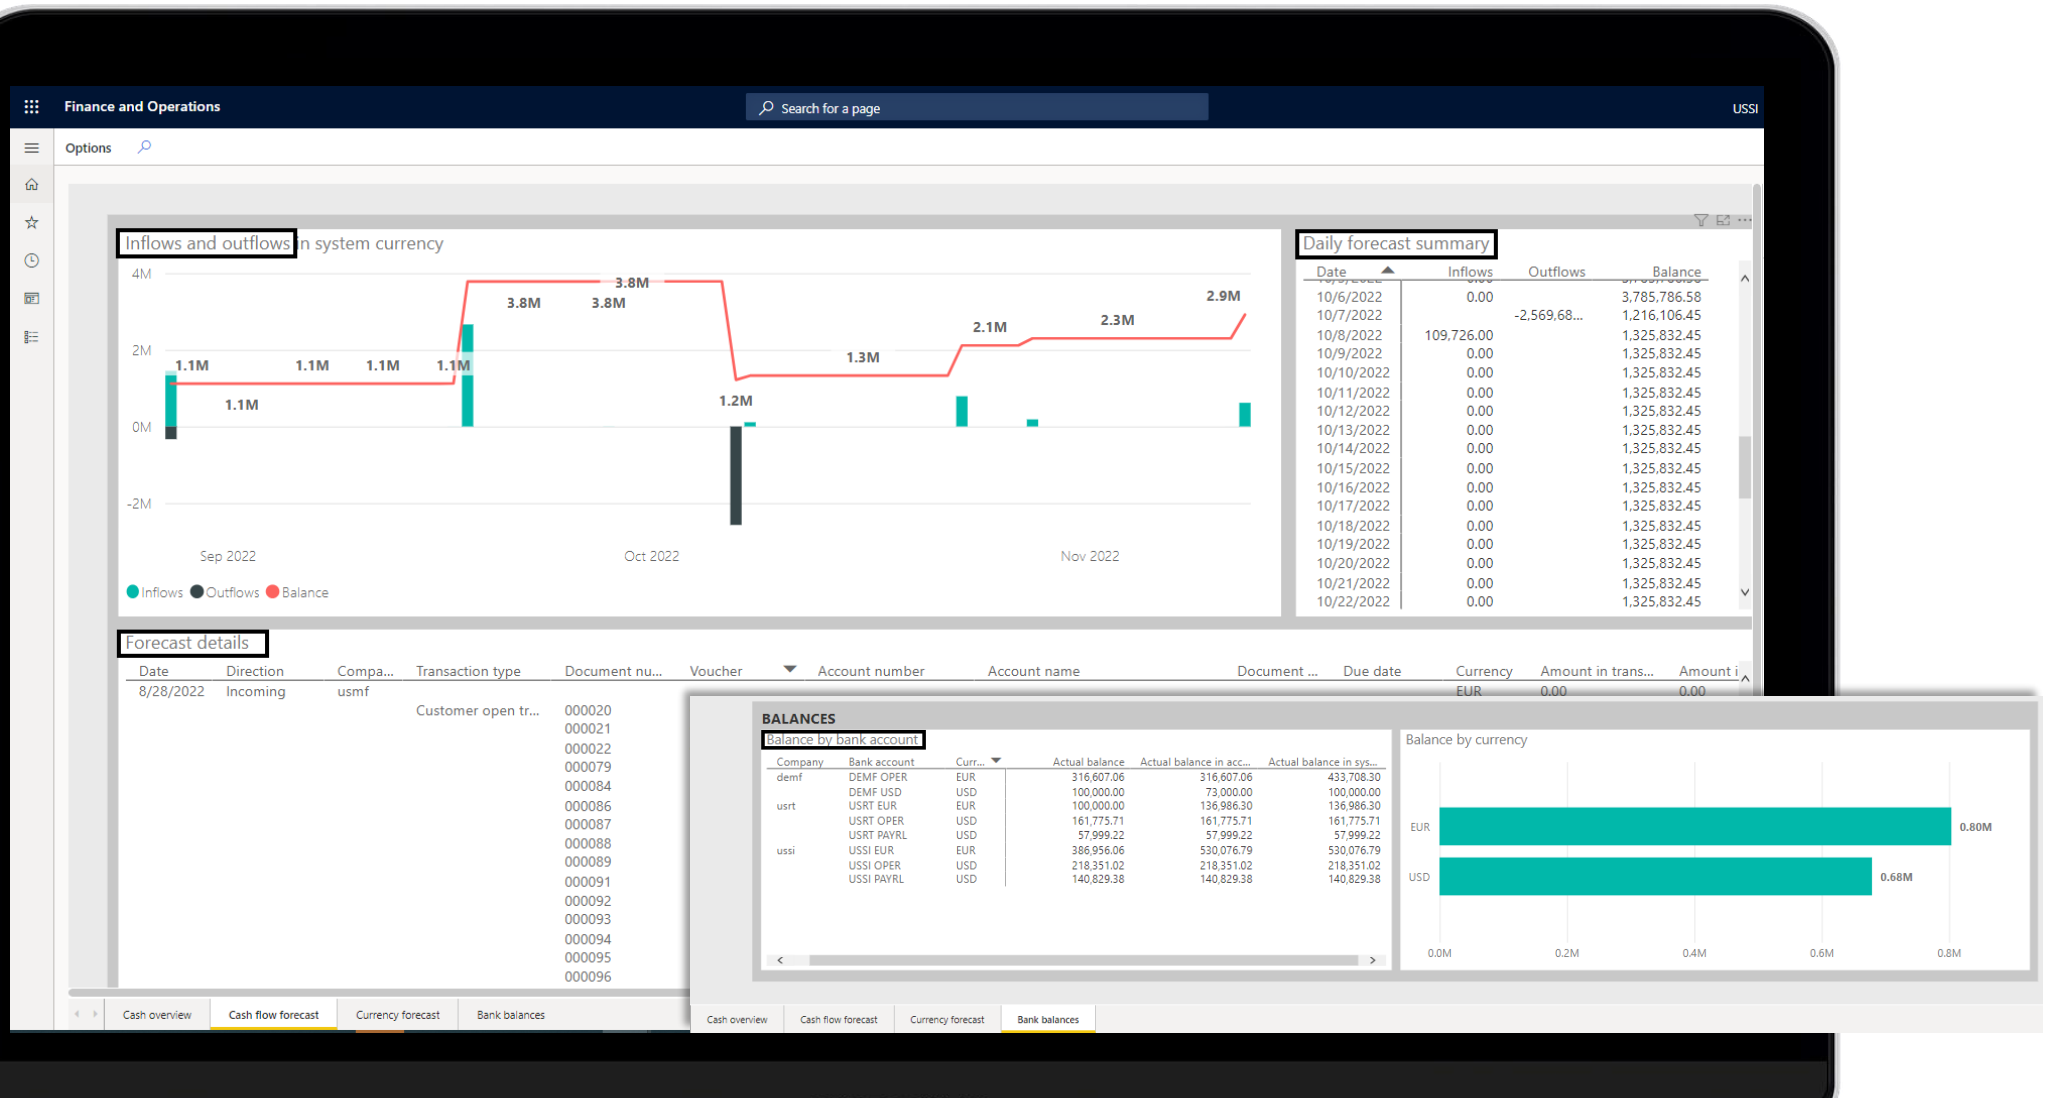 Finance and Operations
Search for a page
USSI
Options
Inflows and outflows in system currency
4M
2M
0M
-2M
1.1M
1.1M
1.1M
1.1M
1.1M
3.8M
3.8M
3.8M
1.2M
1.3M
2.1M
2.3M
2.9M
Sep 2022
Oct 2022
Nov 2022
Inflows Outflows Balance
Daily forecast summary
Date Inflows Outflows Balance
10/6/2022 0.00 3,785,786.58
10/7/2022 -2,569,68... 1,216,106.45
10/8/2022 109,726.00 1,325,832.45
10/9/2022 0.00 1,325,832.45
10/10/2022 0.00 1,325,832.45
10/11/2022 0.00 1,325,832.45
10/12/2022 0.00 1,325,832.45
10/13/2022 0.00 1,325,832.45
10/14/2022 0.00 1,325,832.45
10/15/2022 0.00 1,325,832.45
10/16/2022 0.00 1,325,832.45
10/17/2022 0.00 1,325,832.45
10/18/2022 0.00 1,325,832.45
10/19/2022 0.00 1,325,832.45
10/20/2022 0.00 1,325,832.45
10/21/2022 0.00 1,325,832.45
10/22/2022 0.00 1,325,832.45
Forecast details
Date Direction Compa... Transaction type Document nu... Voucher Account number Account name Document ... Due date Currency Amount in trans... Amount i
8/28/2022 Incoming usmf EUR 0.00 0.00
Customer open tr... 000020
000021
000022
000079
000084
000086
000087
000088
000089
000091
000092
000093
000094
000095
000096
Cash overview Cash flow forecast Currency forecast Bank balances
BALANCES
Balance by bank account
Company Bank account Curr... Actual balance Actual balance in acc... Actual balance in sys...
demf DEMF OPER EUR 316,607.06 316,607.06 433,708.30
DEMF USD USD 100,000.00 73,000.00 100,000.00
usrt USRT EUR EUR 100,000.00 136,986.30 136,986.30
USRT OPER USD 161,775.71 161,775.71 161,775.71
USRT PAYRL USD 57,999.22 57,999.22 57,999.22
ussi USSI EUR EUR 386,956.06 530,076.79 530,076.79
USSI OPER USD 218,351.02 218,351.02 218,351.02
USSI PAYRL USD 140,829.38 140,829.38 140,829.38
Balance by currency
EUR 0.80M
USD 0.68M
0.0M 0.2M 0.4M 0.6M 0.8M
Cash overview Cash flow forecast Currency forecast Bank balances